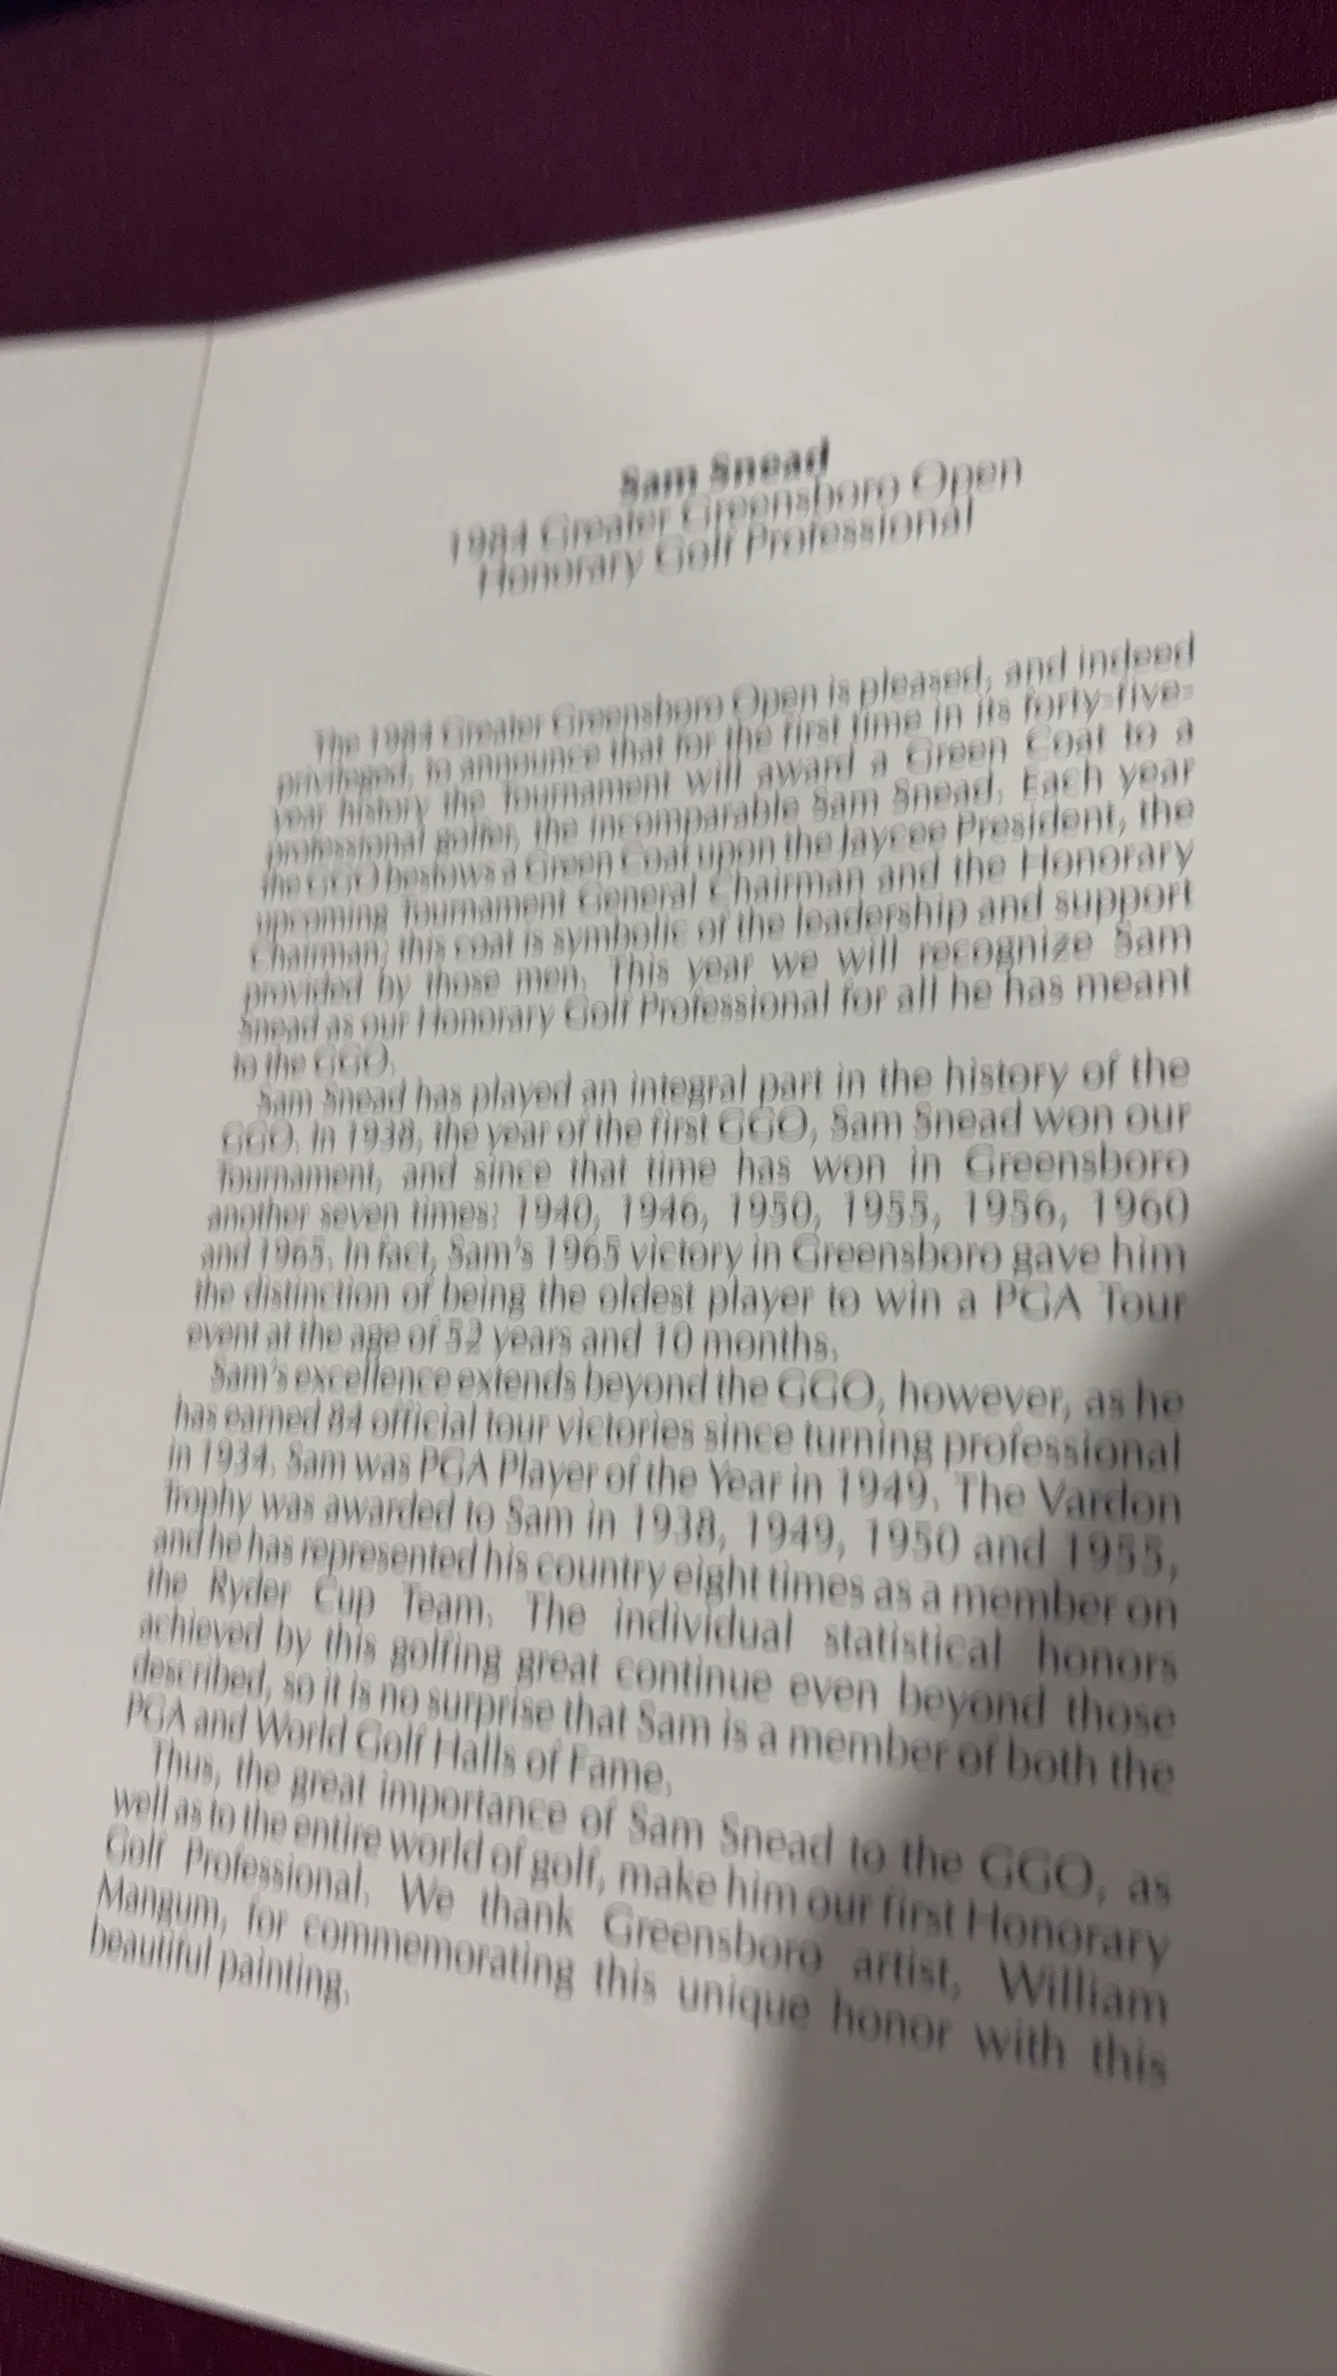 Sam Snead
1984 Greater Greensboro Open
Honorary Golf Professional
The 1984 Greater Greensboro Open is pleased, and indeed
privileged, to announce that for the first time in its forty-five-
year history the Tournament will award a Green Coat to a
professional golfer, the incomparable Sam Snead. Each year
the GGO bestows a Green Coat upon the Jaycee President, the
upcoming Tournament General Chairman and the Honorary
Chairman; this coat is symbolic of the leadership and support
provided by those men. This year we will recognize Sam
Snead as our Honorary Golf Professional for all he has meant
to the GGO.
Sam Snead has played an integral part in the history of the
GGO. In 1938, the year of the first GGO, Sam Snead won our
Tournament, and since that time has won in Greensboro
another seven times: 1940, 1946, 1950, 1955, 1956, 1960
and 1965. In fact, Sam's 1965 victory in Greensboro gave him
the distinction of being the oldest player to win a PGA Tour
event at the age of 52 years and 10 months.
Sam's excellence extends beyond the GGO, however, as he
has earned 84 official tour victories since turning professional
in 1934. Sam was PGA Player of the Year in 1949. The Vardon
Trophy was awarded to Sam in 1938, 1949, 1950 and 1955,
and he has represented his country eight times as a member on
the Ryder Cup Team. The individual statistical honors
achieved by this golfing great continue even beyond those
described, so it is no surprise that Sam is a member of both the
PGA and World Golf Halls of Fame.
Thus, the great importance of Sam Snead to the GGO, as
well as to the entire world of golf, make him our first Honorary
Golf Professional. We thank Greensboro artist, William
Mangum, for commemorating this unique honor with this
beautiful painting.